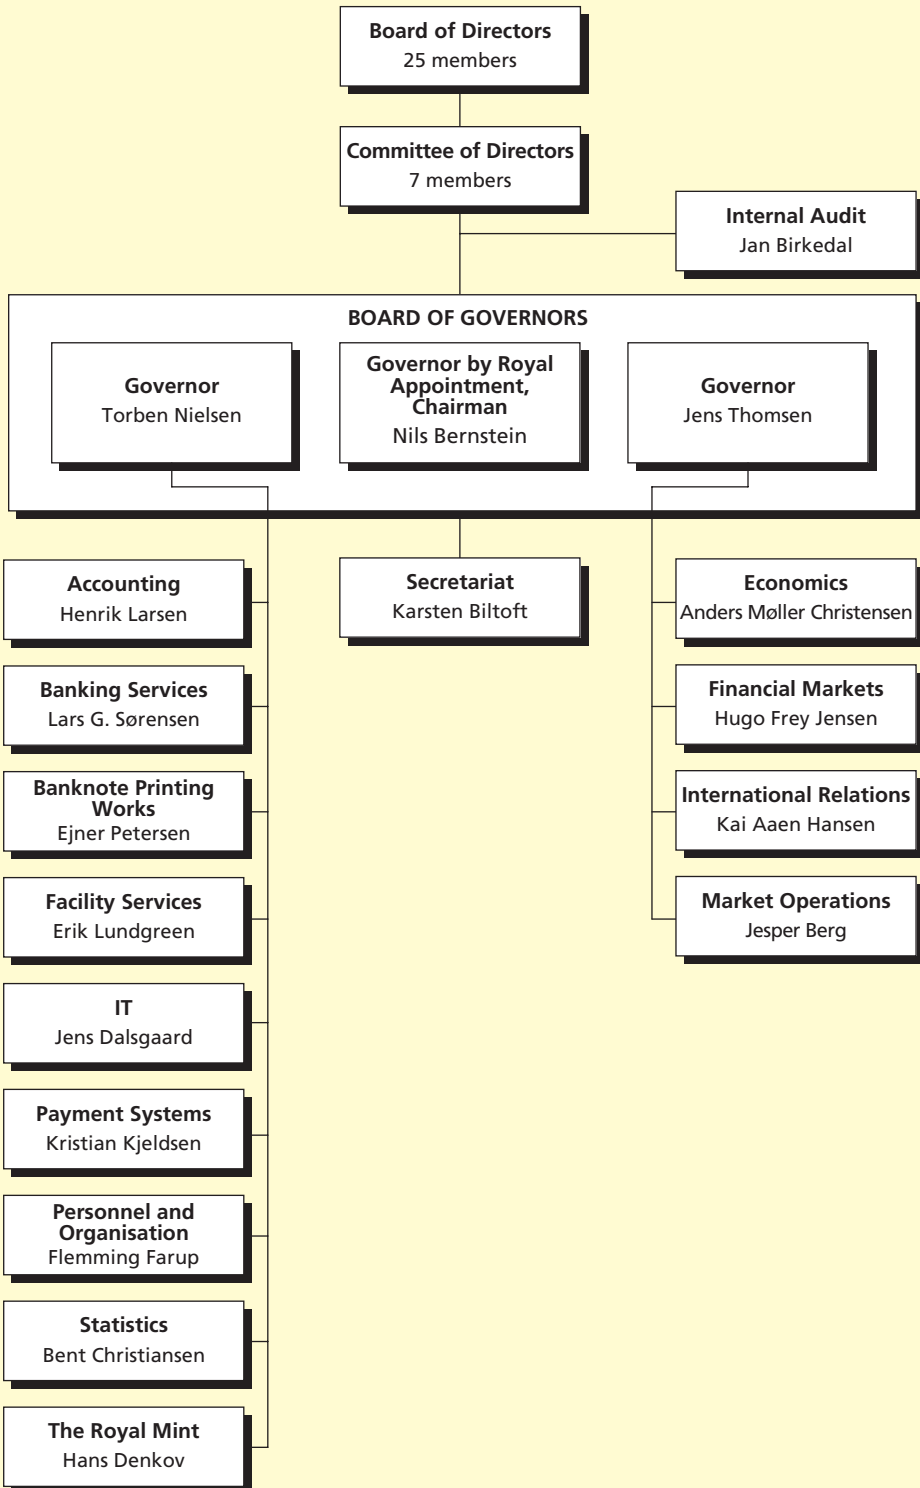 Board of Directors
25 members
Committee of Directors
7 members
Internal Audit
Jan Birkedal
BOARD OF GOVERNORS
Governor
Torben Nielsen
Governor by Royal
Appointment,
Chairman
Nils Bernstein
Governor
Jens Thomsen
Accounting
Henrik Larsen
Banking Services
Lars G. Sørensen
Banknote Printing
Works
Ejner Petersen
Facility Services
Erik Lundgreen
IT
Jens Dalsgaard
Payment Systems
Kristian Kjeldsen
Personnel and
Organisation
Flemming Farup
Statistics
Bent Christiansen
The Royal Mint
Hans Denkov
Secretariat
Karsten Biltoft
Economics
Anders Møller Christensen
Financial Markets
Hugo Frey Jensen
International Relations
Kai Aaen Hansen
Market Operations
Jesper Berg